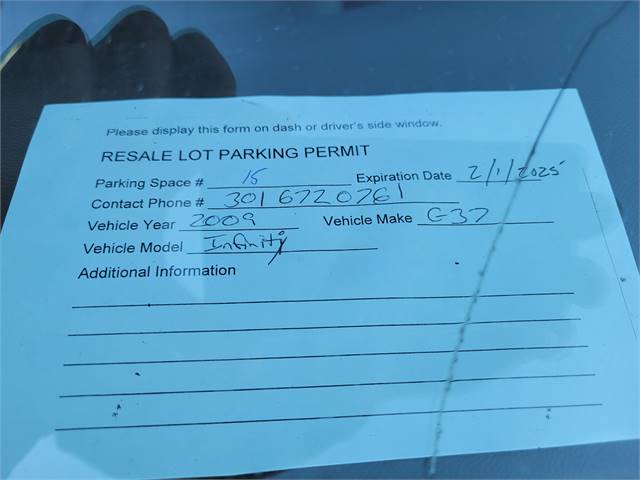 Please display this form on dash or driver's side window.
RESALE LOT PARKING PERMIT
Parking Space # 15 Expiration Date 2/1/2025
Contact Phone # 301 672 0761
Vehicle Year 2009 Vehicle Make G37
Vehicle Model Infinity
Additional Information